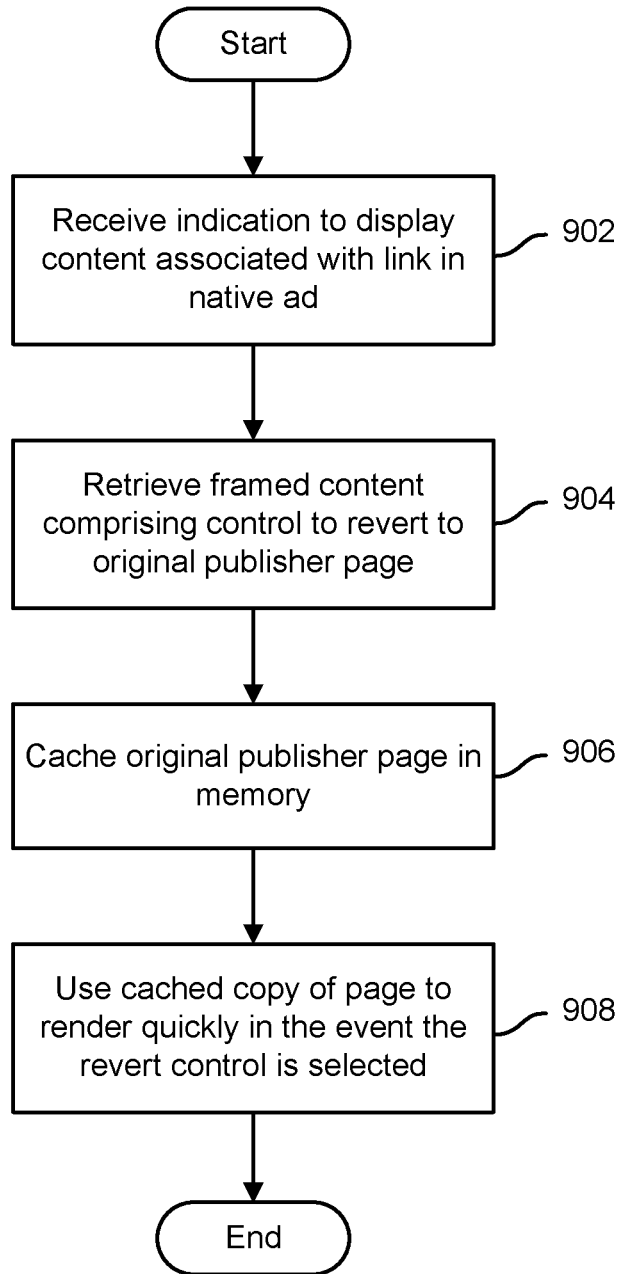 Start
Receive indication to display
content associated with link in
native ad
902
Retrieve framed content
comprising control to revert to
original publisher page
904
Cache original publisher page in
memory
906
Use cached copy of page to
render quickly in the event the
revert control is selected
908
End